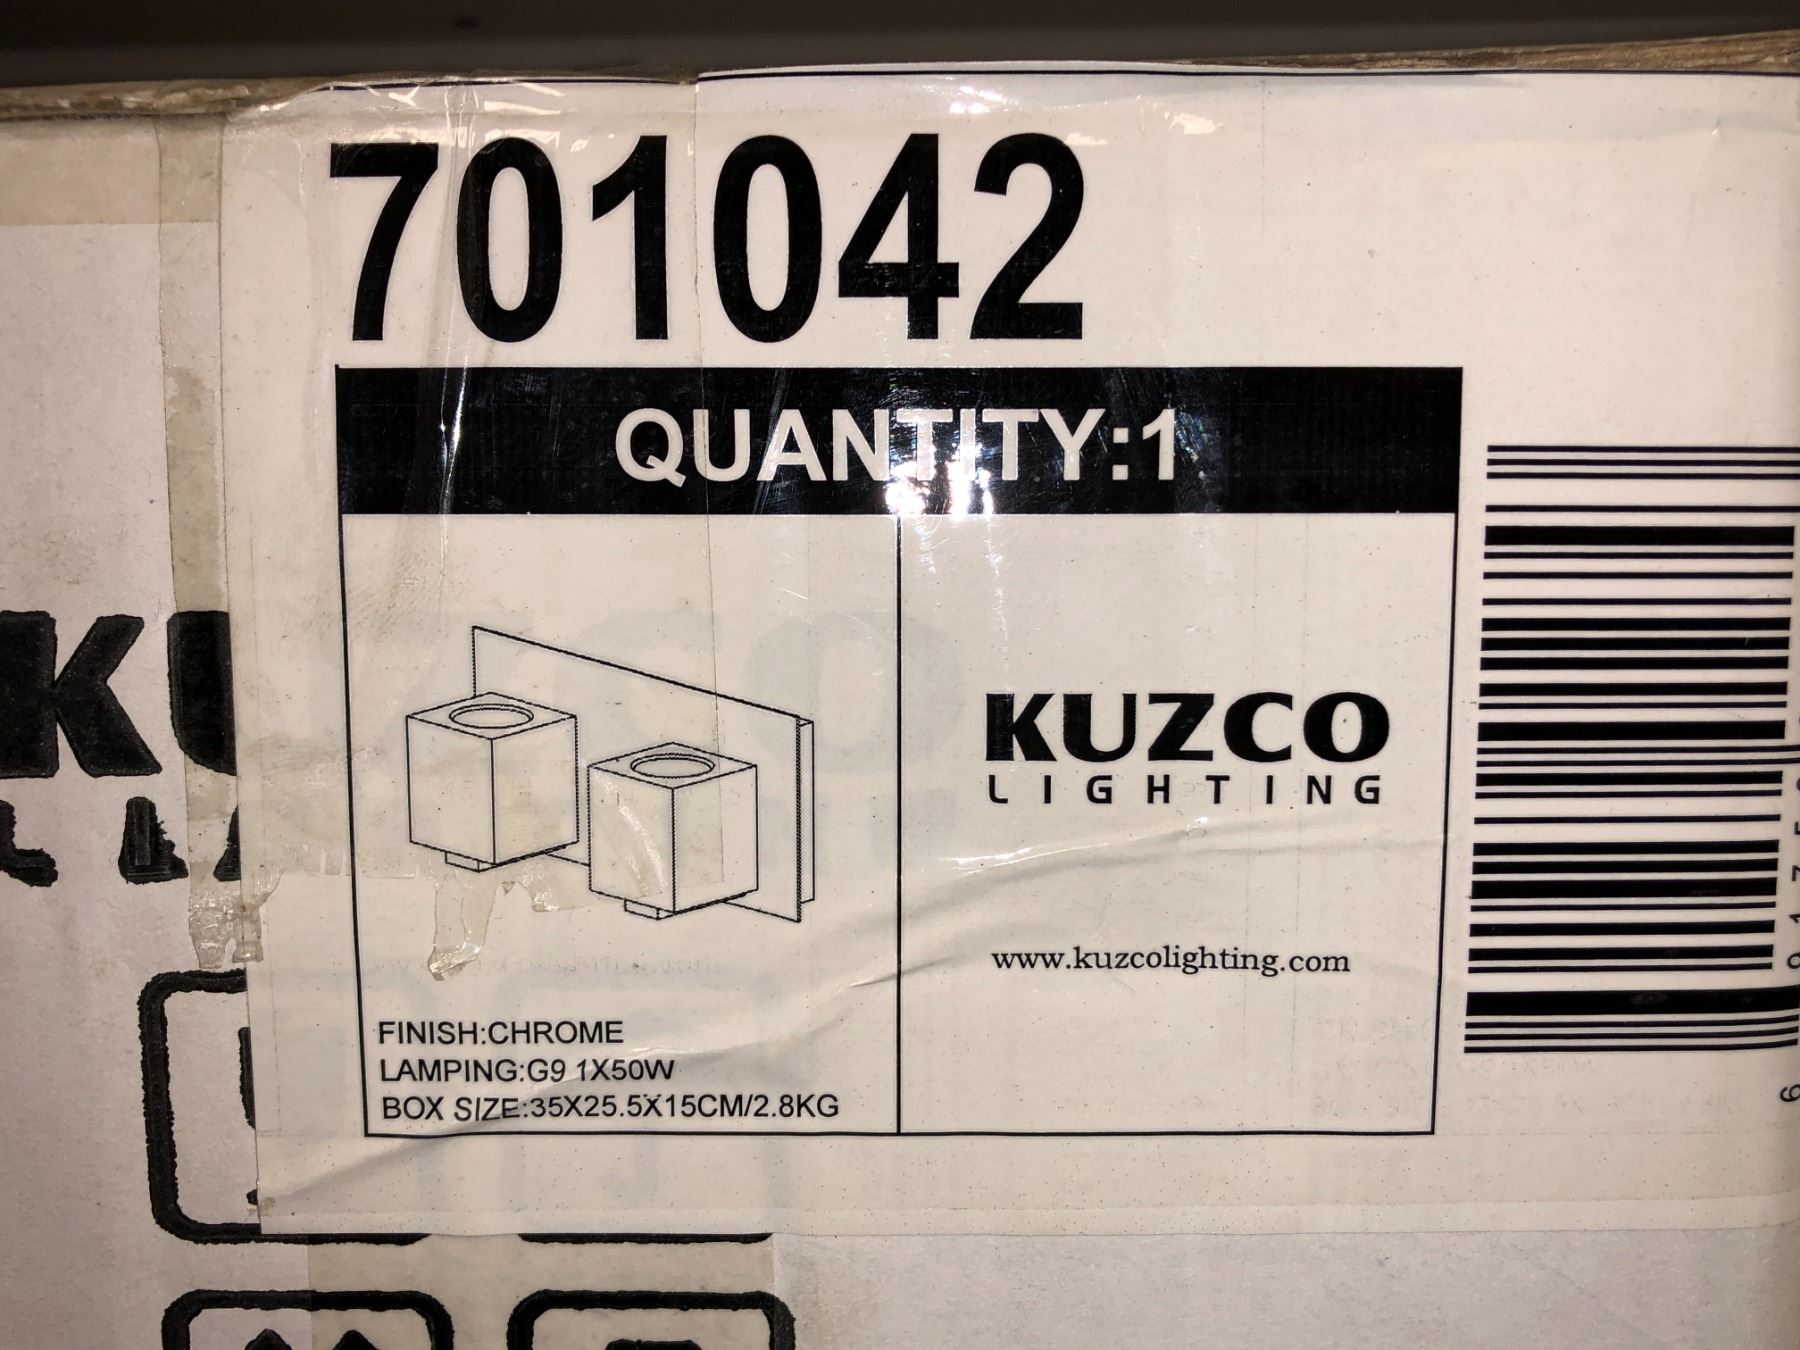 701042
QUANTITY:1
KUZCO
LIGHTING
www.kuzcolighting.com
FINISH:CHROME
LAMPING:G9 1X50W
BOX SIZE:35X25.5X15CM/2.8KG